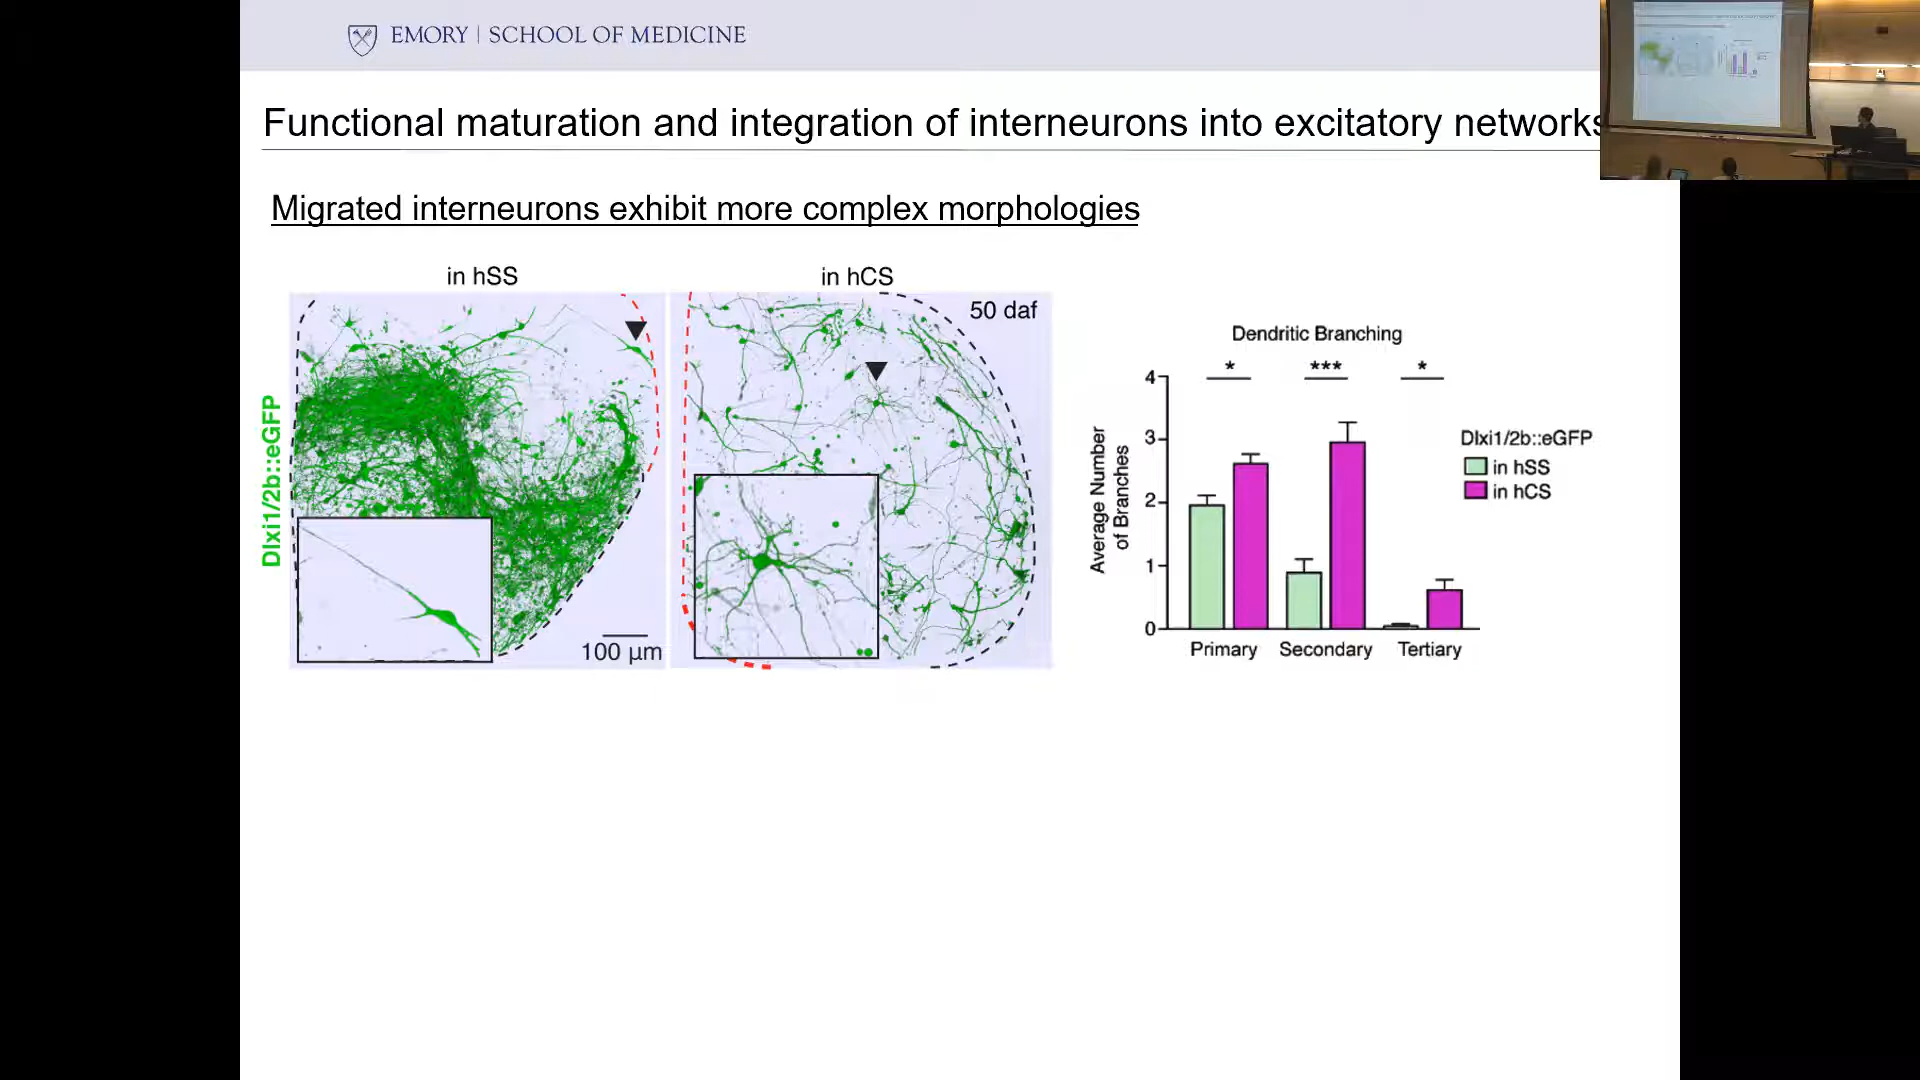 EMORY | SCHOOL OF MEDICINE
Functional maturation and integration of interneurons into excitatory networks
Migrated interneurons exhibit more complex morphologies
in hSS
in hCS
50 daf
Dlxi1/2b::eGFP
100 µm
Dendritic Branching
* *** *
Average Number
of Branches
4
3
2
1
0
Primary Secondary Tertiary
Dlxi1/2b::eGFP
in hSS
in hCS